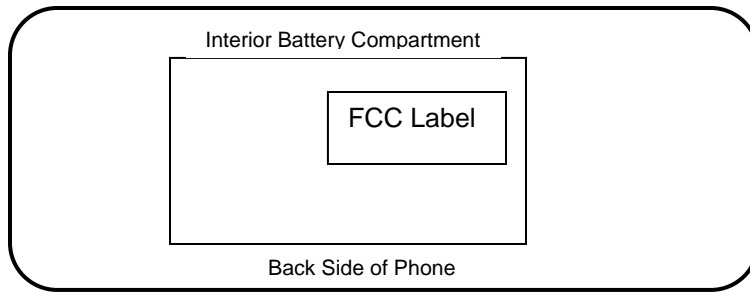 Interior Battery Compartment
FCC Label
Back Side of Phone